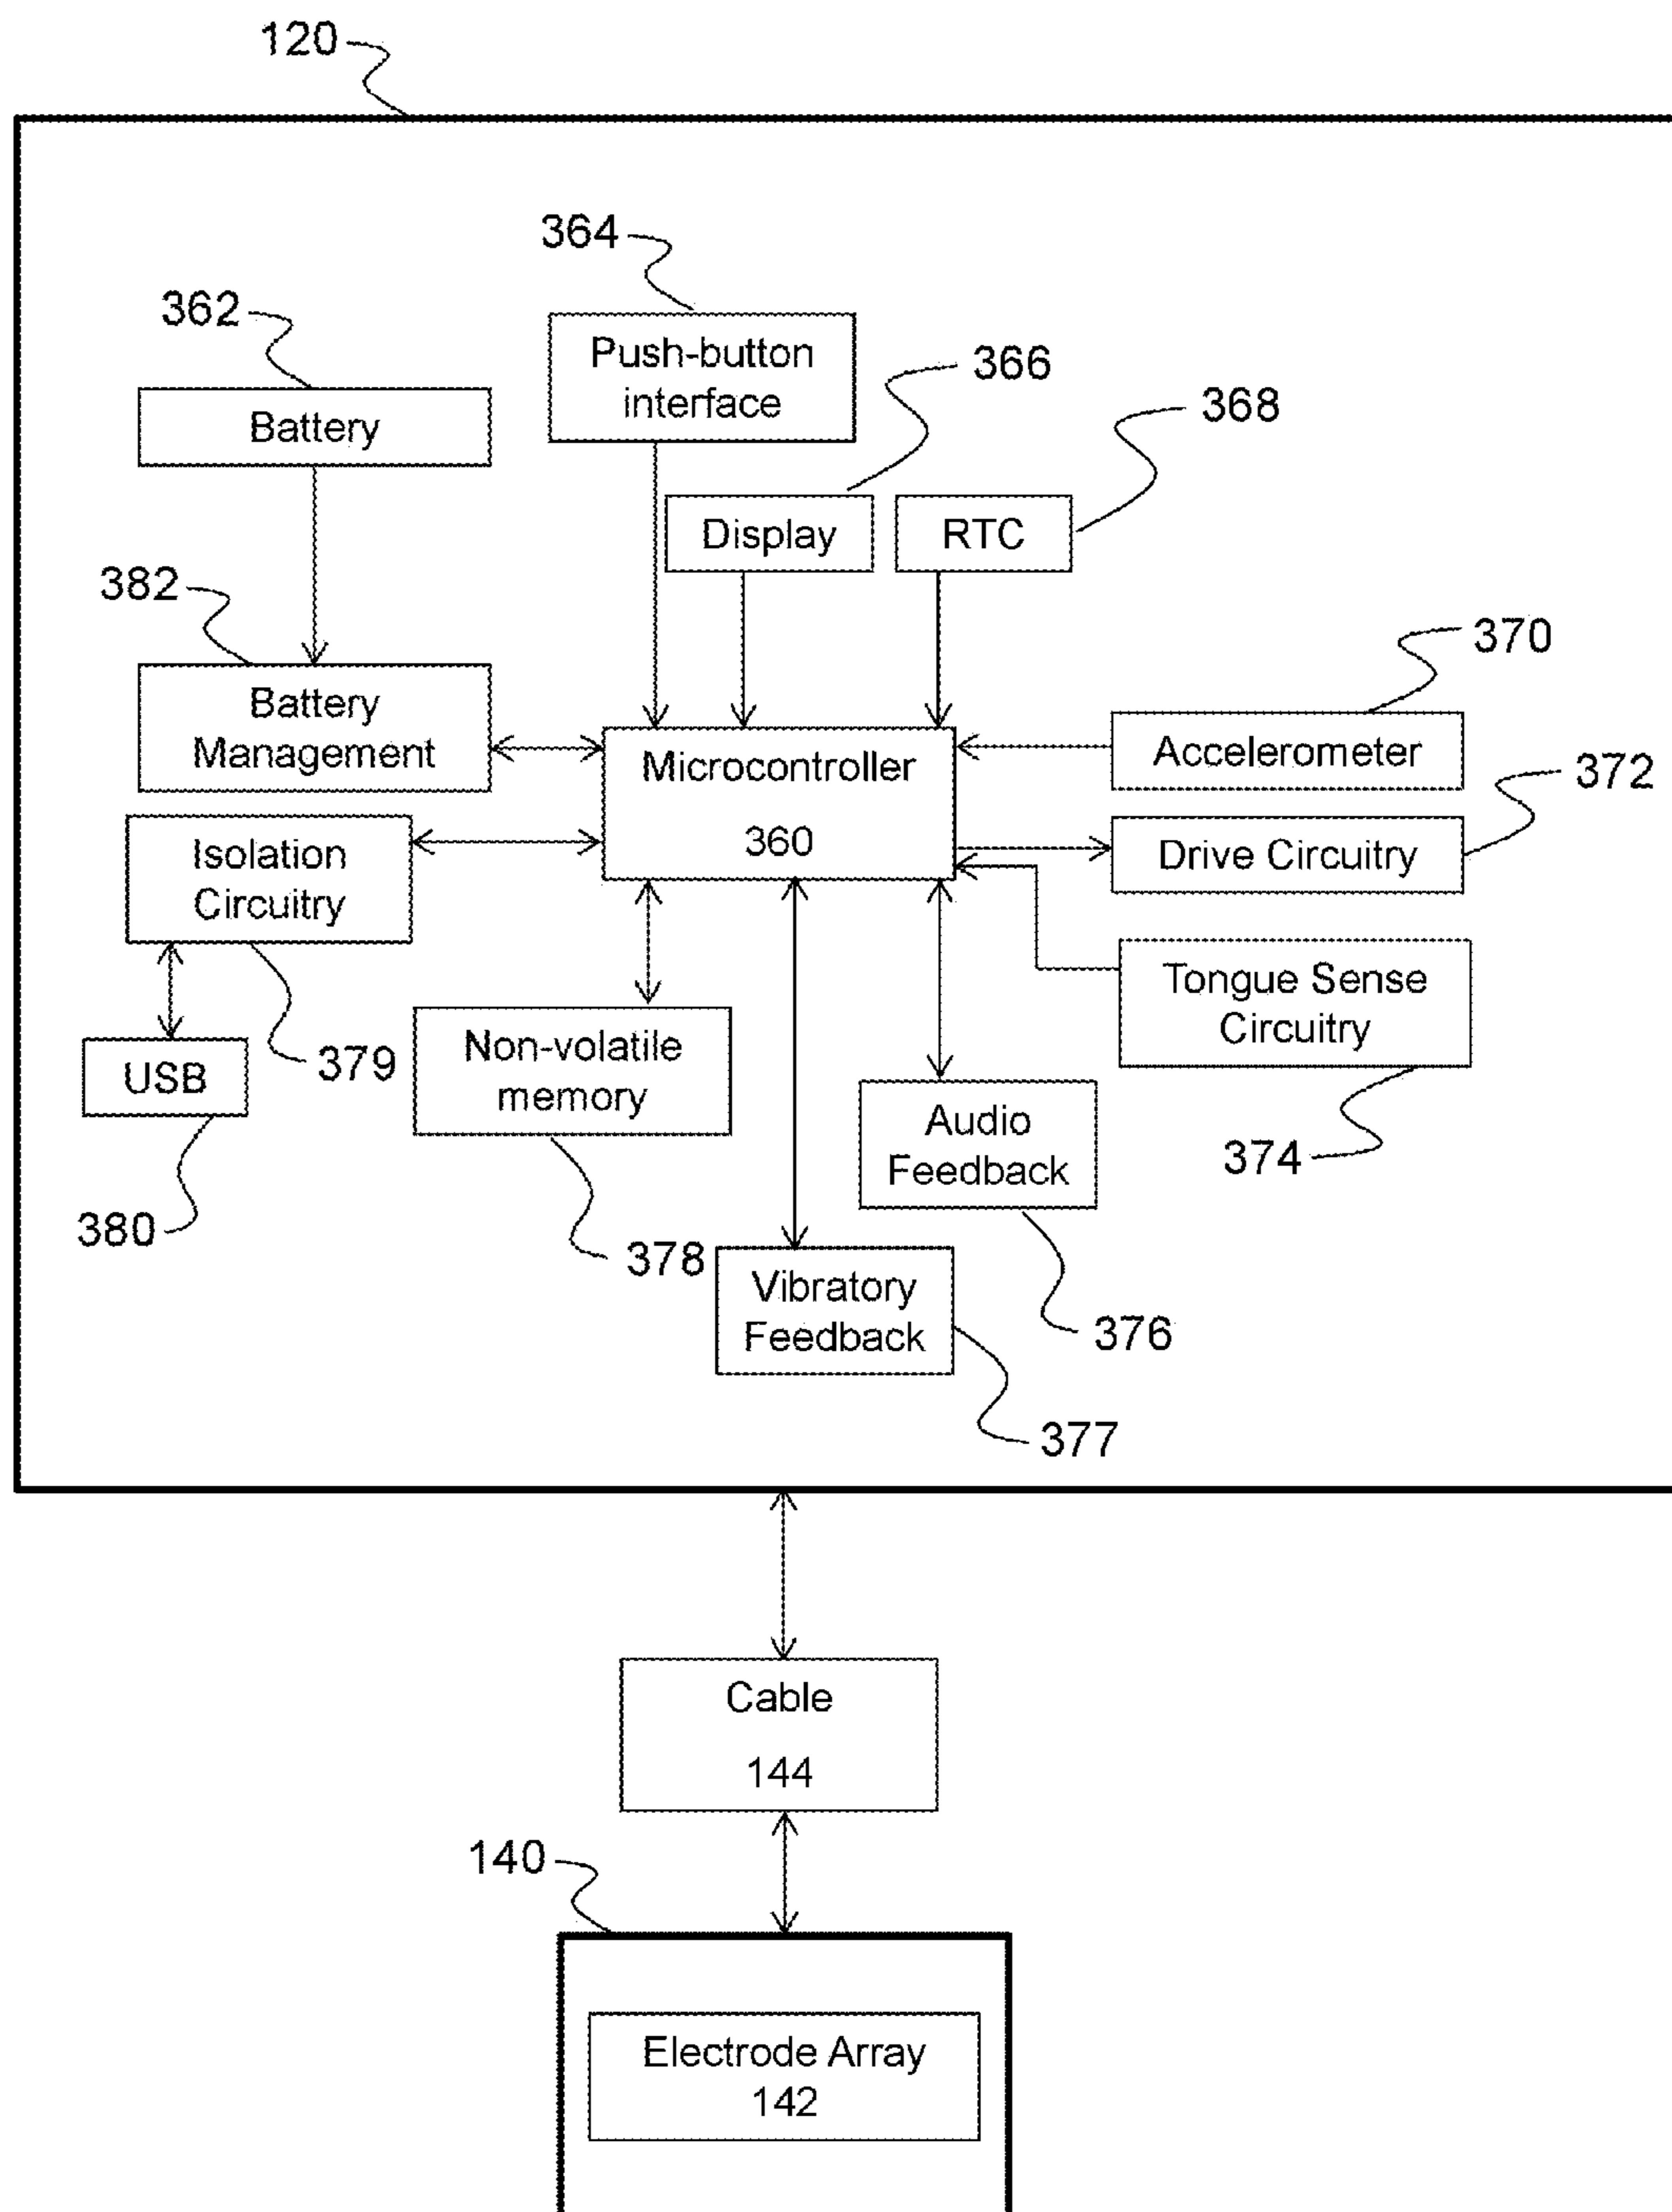 120
364
Push-button
interface
362
Battery
366
Display
368
RTC
382
Battery
Management
370
Accelerometer
Microcontroller
360
372
Drive Circuitry
Isolation
Circuitry
Tongue Sense
Circuitry
374
USB
379
380
Non-volatile
memory
378
Audio
Feedback
376
Vibratory
Feedback
377
Cable
144
140
Electrode Array
142